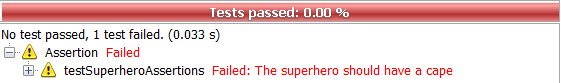 Tests passed: 0.00 %
No test passed, 1 test failed. (0.033 s)
Assertion Failed
testSuperheroAssertions Failed: The superhero should have a cape